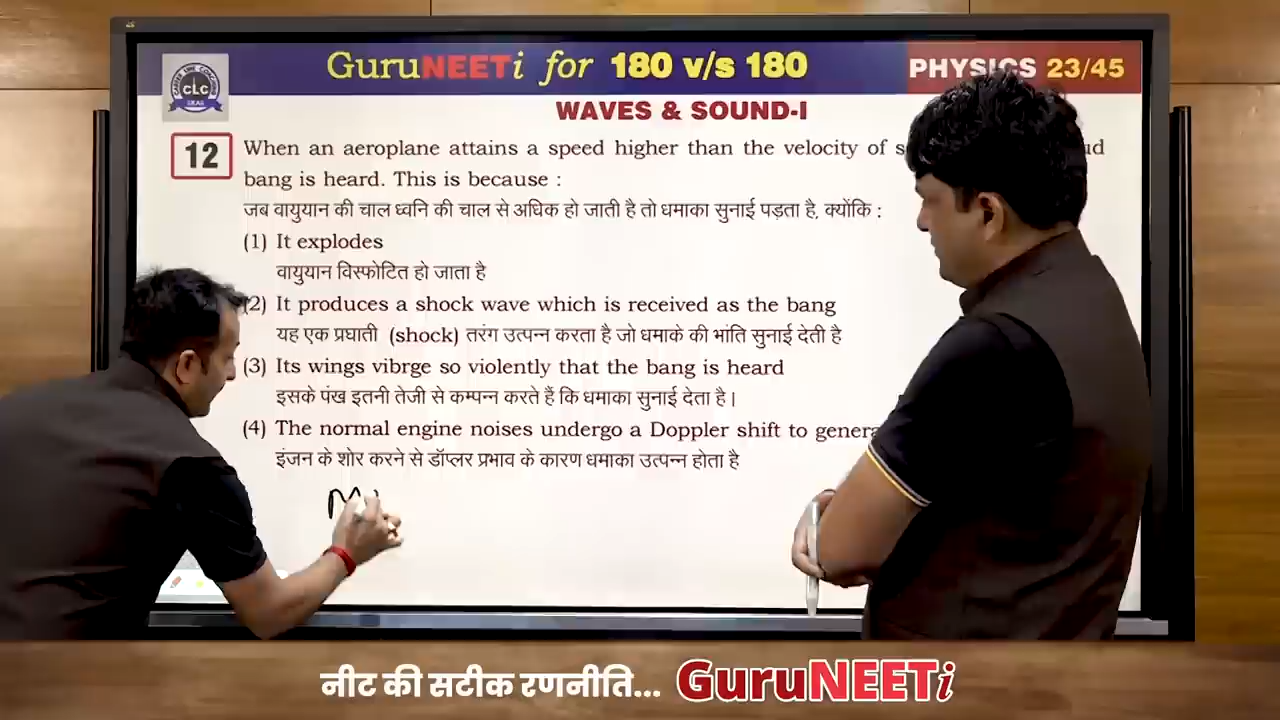 GuruNEETi for 180 v/s 180
PHYSICS 23/45
CLC
WAVES & SOUND-I
12 When an aeroplane attains a speed higher than the velocity of
bang is heard. This is because :
जब वायुयान की चाल ध्वनि की चाल से अधिक हो जाती है तो धमाका सुनाई पड़ता है, क्योंकि :
(1) It explodes
वायुयान विस्फोटित हो जाता है
(2) It produces a shock wave which is received as the bang
यह एक प्रघाती (shock) तरंग उत्पन्न करता है जो धमाके की भांति सुनाई देती है
(3) Its wings vibrge so violently that the bang is heard
इसके पंख इतनी तेजी से कम्पन्न करते हैं कि धमाका सुनाई देता है।
(4) The normal engine noises undergo a Doppler shift to
इंजन के शोर करने से डॉप्लर प्रभाव के कारण धमाका उत्पन्न होता है
नीट की सटीक रणनीति... GuruNEETi